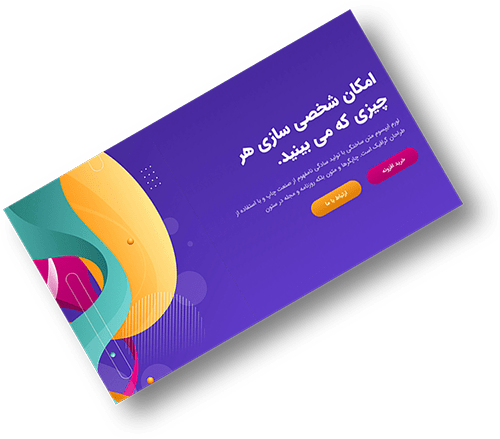 امکان شخصی سازی هر
چیزی که می بینید.
لورم ایپسوم متن ساختگی با تولید سادگی نامفهوم از صنعت چاپ و با استفاده از
طراحان گرافیک است. چاپگرها و متون بلکه روزنامه و مجله در ستون
خرید افزونه
ارتباط با ما